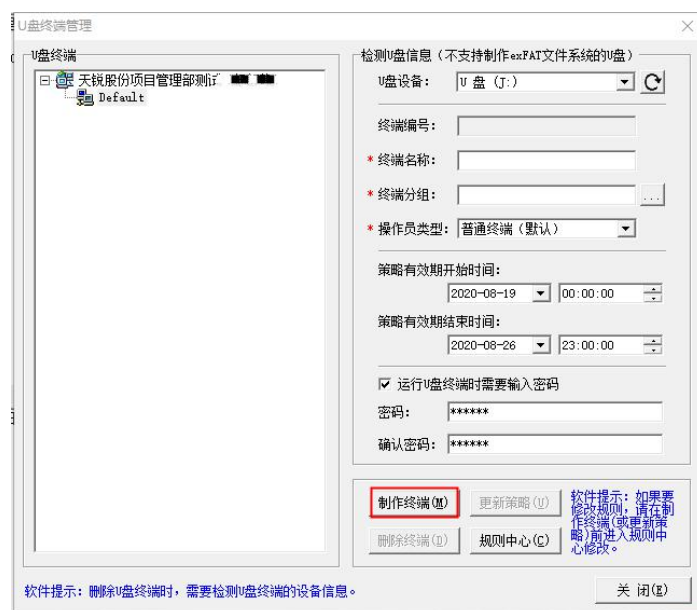 U盘终端管理
U盘终端
天锐股份项目管理部测试
Default
检测U盘信息（不支持制作exFAT文件系统的U盘）
U盘设备：
U 盘 (J:)
终端编号：
* 终端名称：
* 终端分组：
...
* 操作员类型：
普通终端（默认）
策略有效期开始时间：
2020-08-19
00:00:00
策略有效期结束时间：
2020-08-26
23:00:00
运行U盘终端时需要输入密码
密码：
******
确认密码：
******
制作终端(M)
更新策略(U)
删除终端(D)
规则中心(C)
软件提示：如果要
修改规则，请在制
作终端(或更新策
略)前进入规则中
心修改。
软件提示：删除U盘终端时，需要检测U盘终端的设备信息。
关 闭(E)